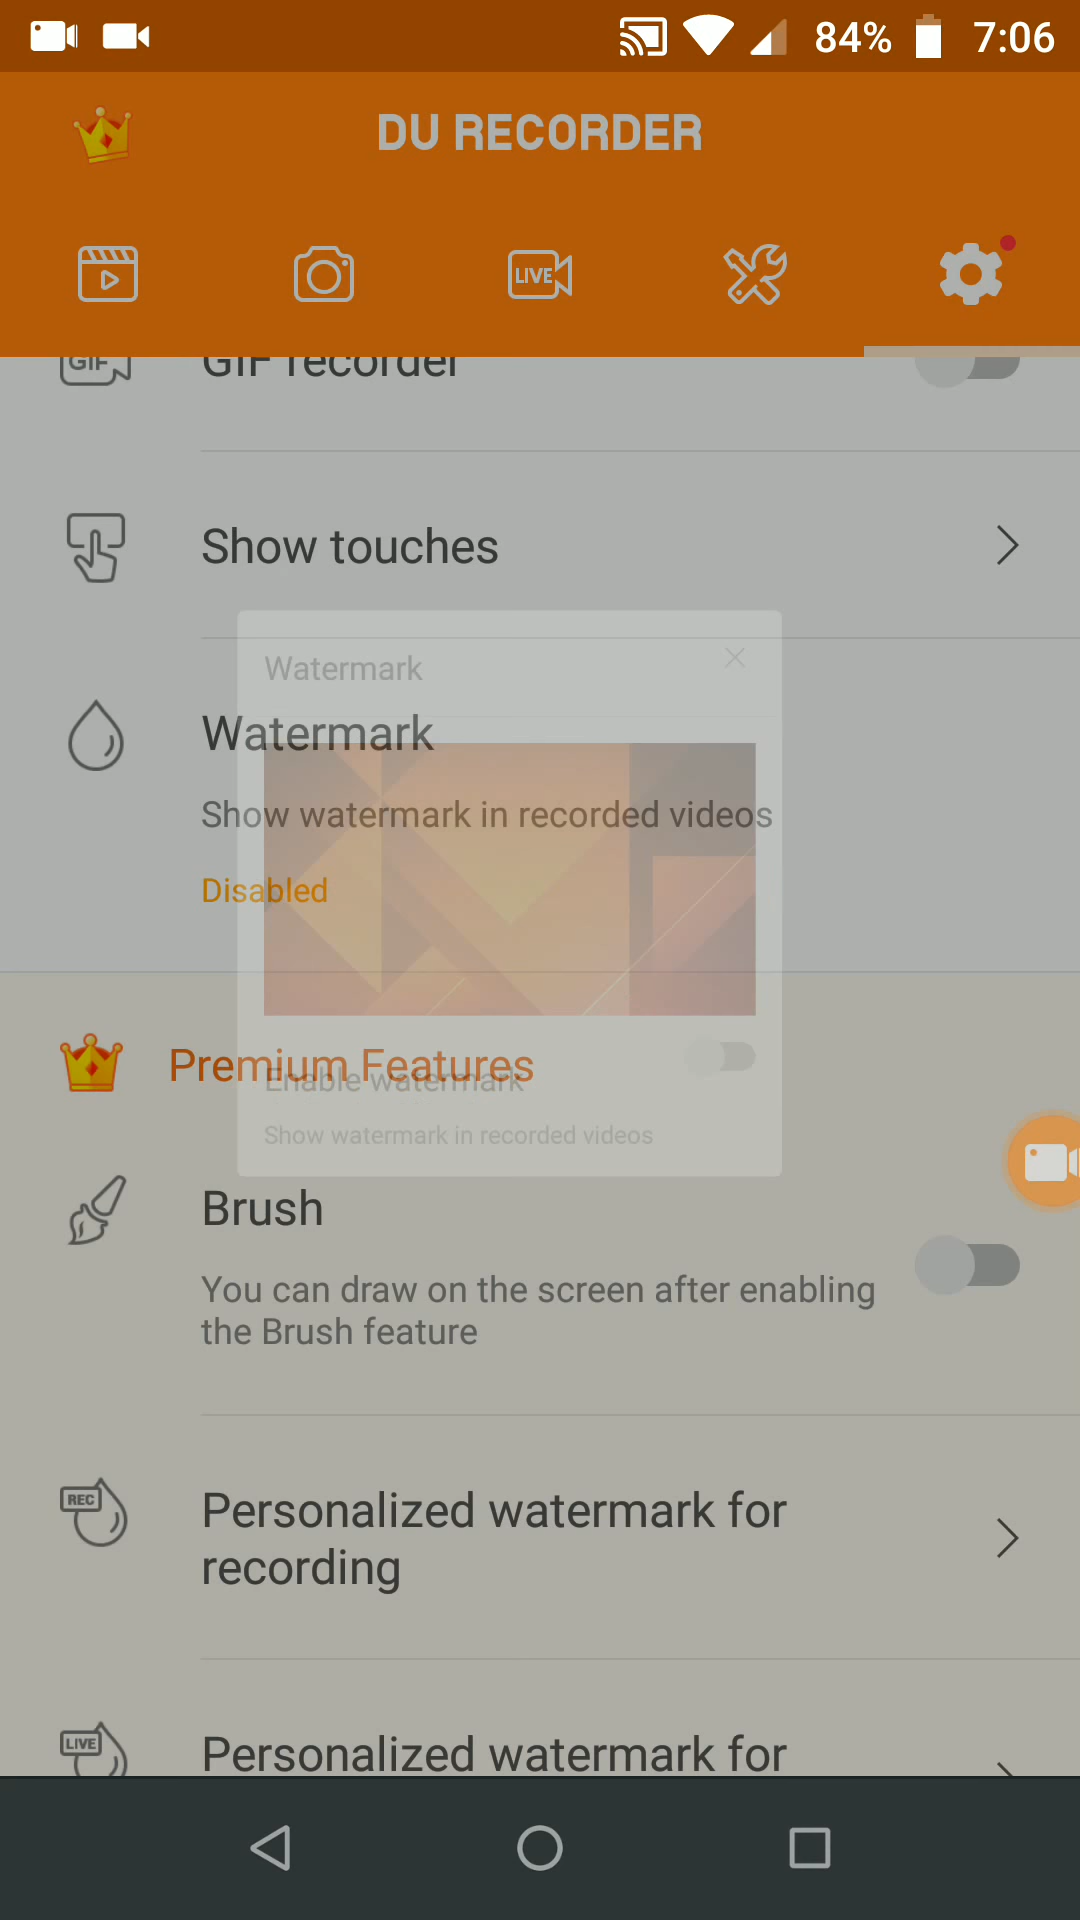 84% 7:06
DU RECORDER
LIVE
GIF
GIF recorder
Show touches
Watermark
Watermark
Show watermark in recorded videos
Disabled
Premium Features
Enable watermark
Show watermark in recorded videos
Brush
You can draw on the screen after enabling
the Brush feature
REC
Personalized watermark for
recording
LIVE
Personalized watermark for